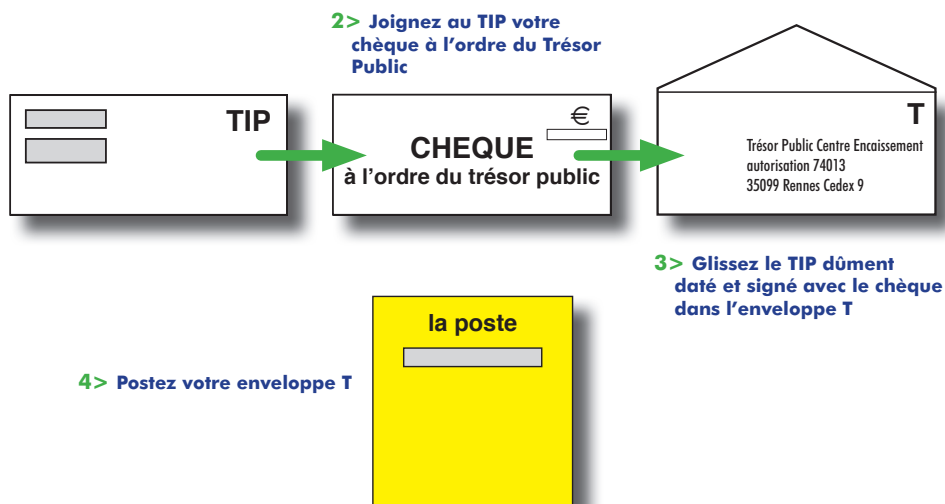 2> Joignez au TIP votre
chèque à l'ordre du Trésor
Public
TIP
€
CHEQUE
à l'ordre du trésor public
T
Trésor Public Centre Encaissement
autorisation 74013
35099 Rennes Cedex 9
3> Glissez le TIP dûment
daté et signé avec le chèque
dans l'enveloppe T
la poste
4> Postez votre enveloppe T